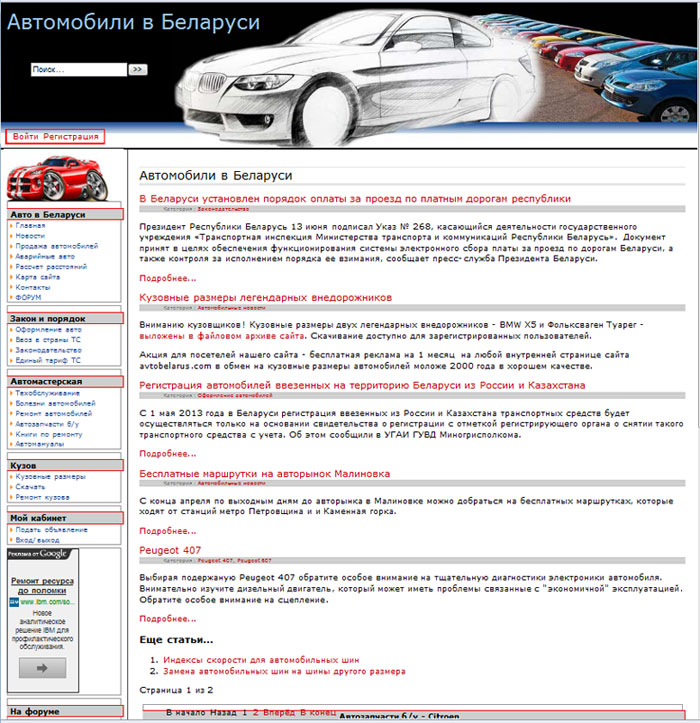 Автомобили в Беларуси
Поиск...
>>
Войти Регистрация
Авто в Беларуси
Главная
Новости
Продажа автомобилей
Аварийные авто
Рассчет расстояний
Карта сайта
Контакты
ФОРУМ
Закон и порядок
Оформление авто
Ввоз в страны ТС
Законодательство
Единый тариф ТС
Автомастерская
Техобслуживание
Болезни автомобилей
Ремонт автомобилей
Автозапчасти б/у
Книги по ремонту
Автомануалы
Кузов
Кузовные размеры
Скачать
Ремонт кузова
Мой кабинет
Подать объявление
Вход/выход
Реклама от Google
Ремонт ресурса
до поломки
www.ibm.com/so...
Новое
аналитическое
решение IBM для
профилактического
обслуживания.
На форуме
Автомобили в Беларуси
В Беларуси установлен порядок оплаты за проезд по платным дорогам республики
Категория: Законодательство
Президент Республики Беларусь 13 июня подписал Указ № 268, касающийся деятельности государственного
учреждения «Транспортная инспекция Министерства транспорта и коммуникаций Республики Беларусь». Документ
принят в целях обеспечения функционирования системы электронного сбора платы за проезд по дорогам Беларуси, а
также контроля за исполнением порядка ее взимания, сообщает пресс-служба Президента Беларуси.
Подробнее...
Кузовные размеры легендарных внедорожников
Категория: Автомобильные новости
Вниманию кузовщиков! Кузовные размеры двух легендарных внедорожников - BMW X5 и Фольксваген Туарег -
выложены в файловом архиве сайта. Скачивание доступно для зарегистрированных пользователей.
Акция для посетелей нашего сайта - бесплатная реклама на 1 месяц на любой внутренней странице сайта
avtobelarus.com в обмен на кузовные размеры автомобилей моложе 2000 года в хорошем качестве.
Регистрация автомобилей ввезенных на территорию Беларуси из России и Казахстана
Категория: Оформление автомобилей
С 1 мая 2013 года в Беларуси регистрация ввезенных из России и Казахстана транспортных средств будет
осуществляться только на основании свидетельства о регистрации с отметкой регистрирующего органа о снятии такого
транспортного средства с учета. Об этом сообщили в УГАИ ГУВД Мингрисполкома.
Подробнее...
Бесплатные маршрутки на авторынок Малиновка
Категория: Автомобильные новости
С конца апреля по выходным дням до авторынка в Малиновке можно добраться на бесплатных маршрутках, которые
ходят от станций метро Петровщина и и Каменная горка.
Подробнее...
Peugeot 407
Категория: Peugeot 407, Peugeot 607
Выбирая подержаную Peugeot 407 обратите особое внимание на тщательную диагностики электроники автомобиля.
Внимательно изучите дизельный двигатель, который может иметь проблемы связанные с "экономичной" эксплуатацией.
Обратите особое внимание на сцепление.
Подробнее...
Еще статьи...
1. Индексы скорости для автомобильных шин
2. Замена автомобильных шин на шины другого размера
Страница 1 из 2
В начало Назад 1 2 Вперёд В конец
Автозапчасти б/у - Citroen